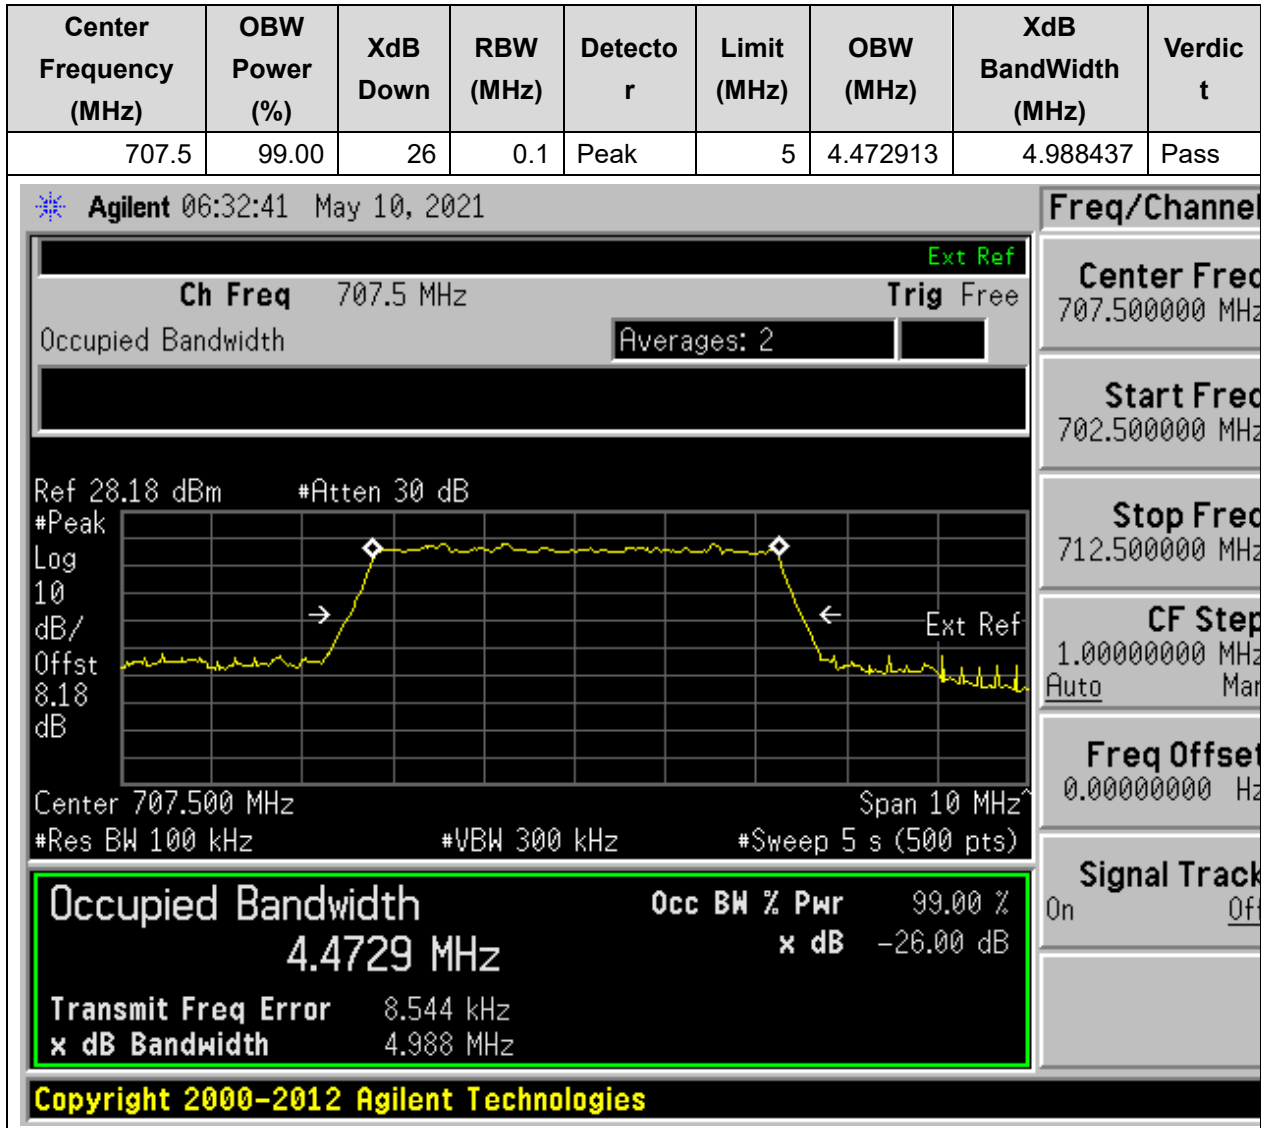 Center Frequency (MHz) OBW Power (%) XdB Down RBW (MHz) Detecto r Limit (MHz) OBW (MHz) XdB BandWidth (MHz) Verdic t
707.5 99.00 26 0.1 Peak 5 4.472913 4.988437 Pass
Agilent 06:32:41 May 10, 2021
Freq/Channel
Ext Ref
Ch Freq 707.5 MHz Trig Free
Occupied Bandwidth Averages: 2
Center Freq
707.500000 MHz
Start Freq
702.500000 MHz
Stop Freq
712.500000 MHz
CF Step
1.00000000 MHz
Auto Man
Freq Offset
0.00000000 Hz
Signal Track
On Off
Ref 28.18 dBm #Atten 30 dB
#Peak
Log
10
dB/
Offst
8.18
dB
Ext Ref
Center 707.500 MHz Span 10 MHz^
#Res BW 100 kHz #VBW 300 kHz #Sweep 5 s (500 pts)
Occupied Bandwidth
4.4729 MHz
Occ BW % Pwr 99.00 %
x dB -26.00 dB
Transmit Freq Error 8.544 kHz
x dB Bandwidth 4.988 MHz
Copyright 2000-2012 Agilent Technologies